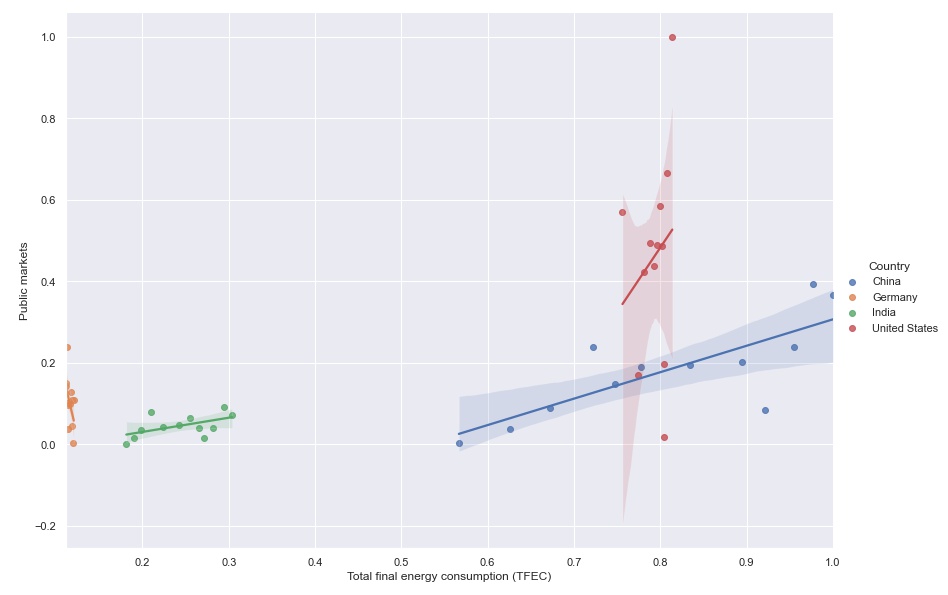 1.0
0.8
0.6
0.4
0.2
0.0
−0.2
Public markets
0.2 0.3 0.4 0.5 0.6 0.7 0.8 0.9 1.0
Total final energy consumption (TFEC)
Country
China
Germany
India
United States